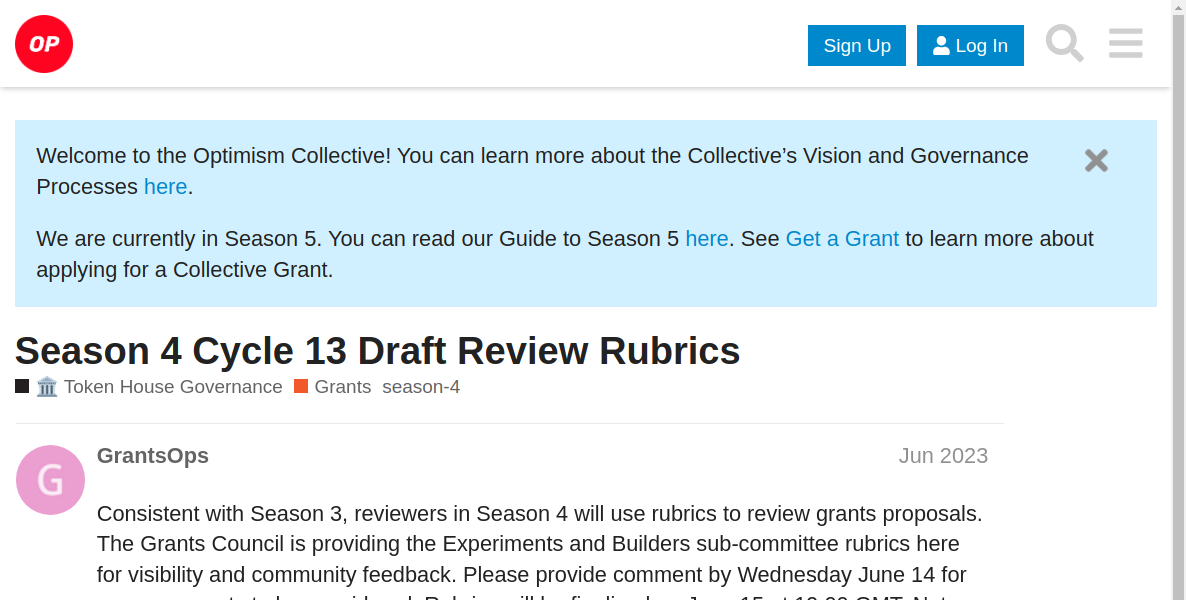 OP
Sign Up
Log In
Welcome to the Optimism Collective! You can learn more about the Collective’s Vision and Governance
Processes here.
We are currently in Season 5. You can read our Guide to Season 5 here. See Get a Grant to learn more about
applying for a Collective Grant.
Season 4 Cycle 13 Draft Review Rubrics
🏛️ Token House Governance Grants season-4
G
GrantsOps
Jun 2023
Consistent with Season 3, reviewers in Season 4 will use rubrics to review grants proposals.
The Grants Council is providing the Experiments and Builders sub-committee rubrics here
for visibility and community feedback. Please provide comment by Wednesday June 14 for